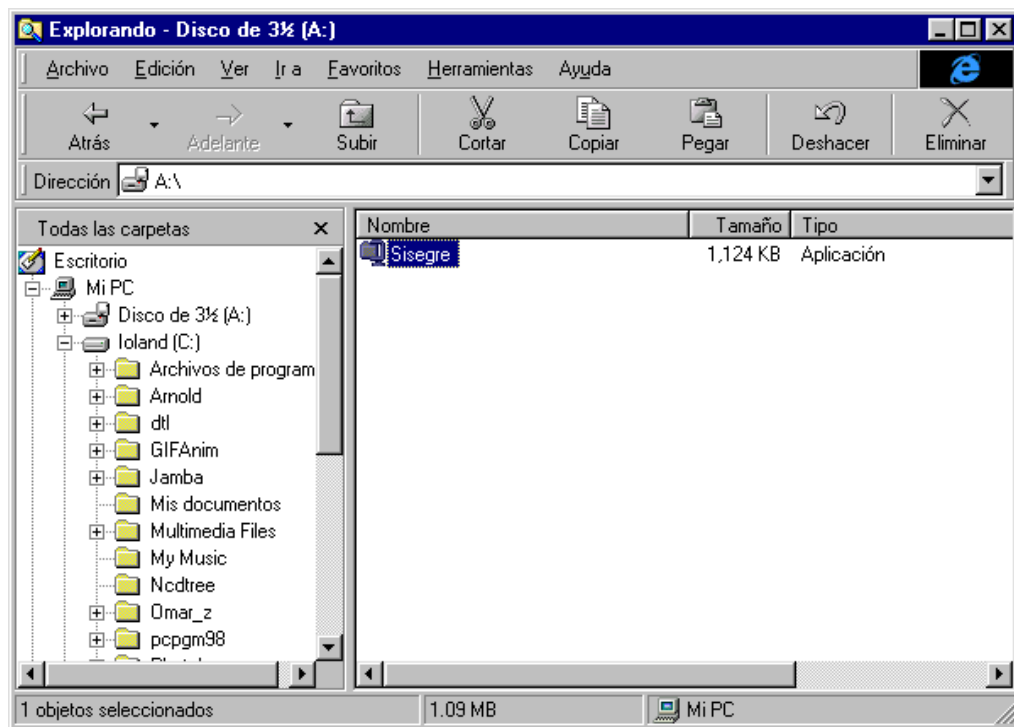 Explorando - Disco de 3½ (A:)
Archivo Edición Ver Ir a Favoritos Herramientas Ayuda
Atrás Adelante Subir Cortar Copiar Pegar Deshacer Eliminar
Dirección A:\
Todas las carpetas
Nombre Tamaño Tipo
Escritorio
Sisegre 1,124 KB Aplicación
Mi PC
Disco de 3½ (A:)
Ioland (C:)
Archivos de program
Arnold
dtl
GIFAnim
Jamba
Mis documentos
Multimedia Files
My Music
Ncdtree
Omar_z
pcpgm98
1 objetos seleccionados 1.09 MB Mi PC